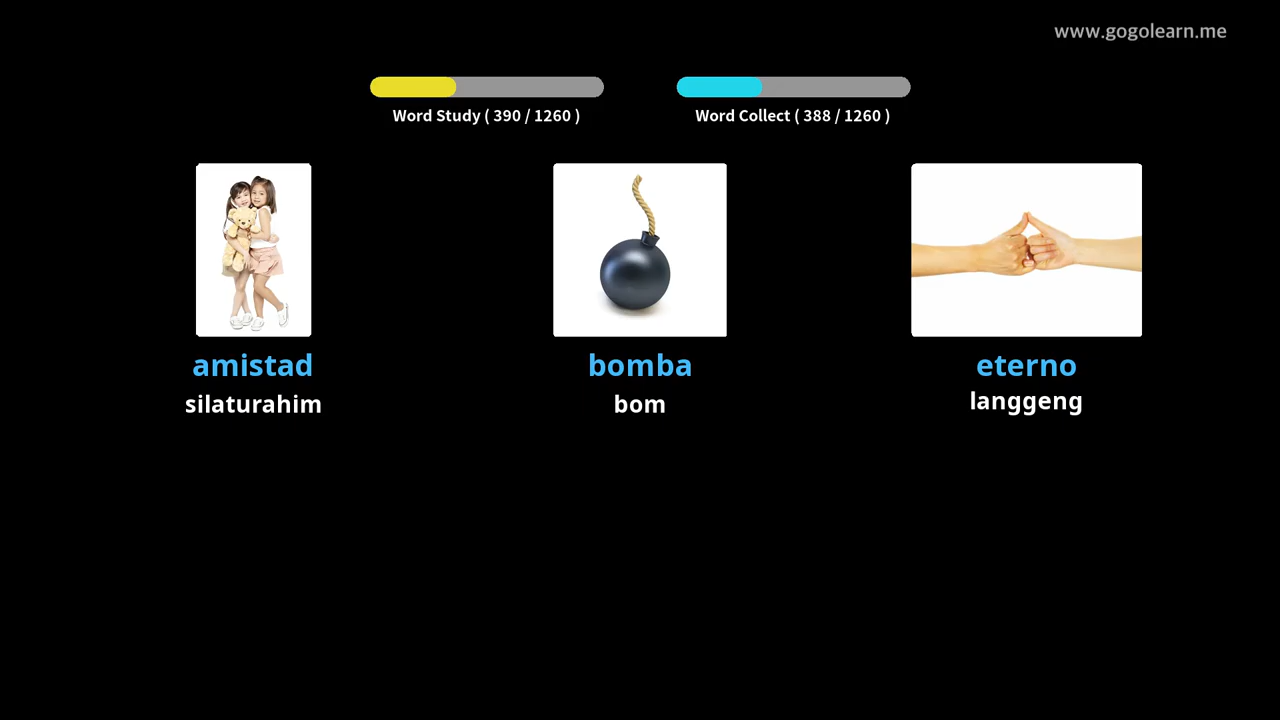 www.gogolearn.me
Word Study ( 390 / 1260 )
Word Collect ( 388 / 1260 )
amistad
silaturahim
bomba
bom
eterno
langgeng